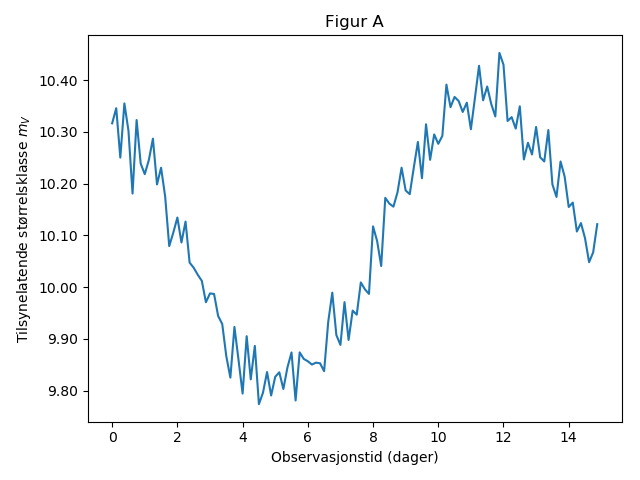 Figur A
Tilsynelatende størrelsklasse $m_V$
10.40
10.30
10.20
10.10
10.00
9.90
9.80
0 2 4 6 8 10 12 14
Observasjonstid (dager)